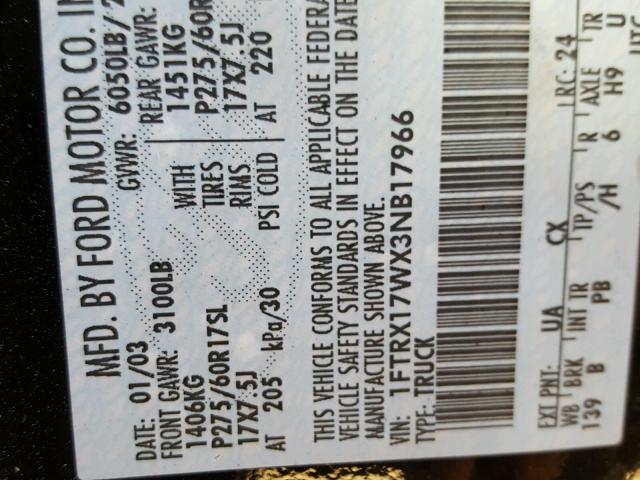 MFD. BY FORD MOTOR CO. IN
DATE: 01/03 GVWR: 6050LB/
FRONT GAWR: 3100LB REAR GAWR:
1406KG WITH 1451KG
P275/60R17SL TIRES P275/60R
17X7.5J RIMS 17X7.5J
AT 205 kPa/30 PSI COLD AT 220
THIS VEHICLE CONFORMS TO ALL APPLICABLE FEDERA
VEHICLE SAFETY STANDARDS IN EFFECT ON THE DATE
MANUFACTURE SHOWN ABOVE.
VIN: 1FTRX17WX3NB17966
TYPE: TRUCK
EXT PNT: UA CX LRC: 24
WB BRK INT TR TP/PS R AXLE TR
139 B PB /H 6 H9 U
UTC